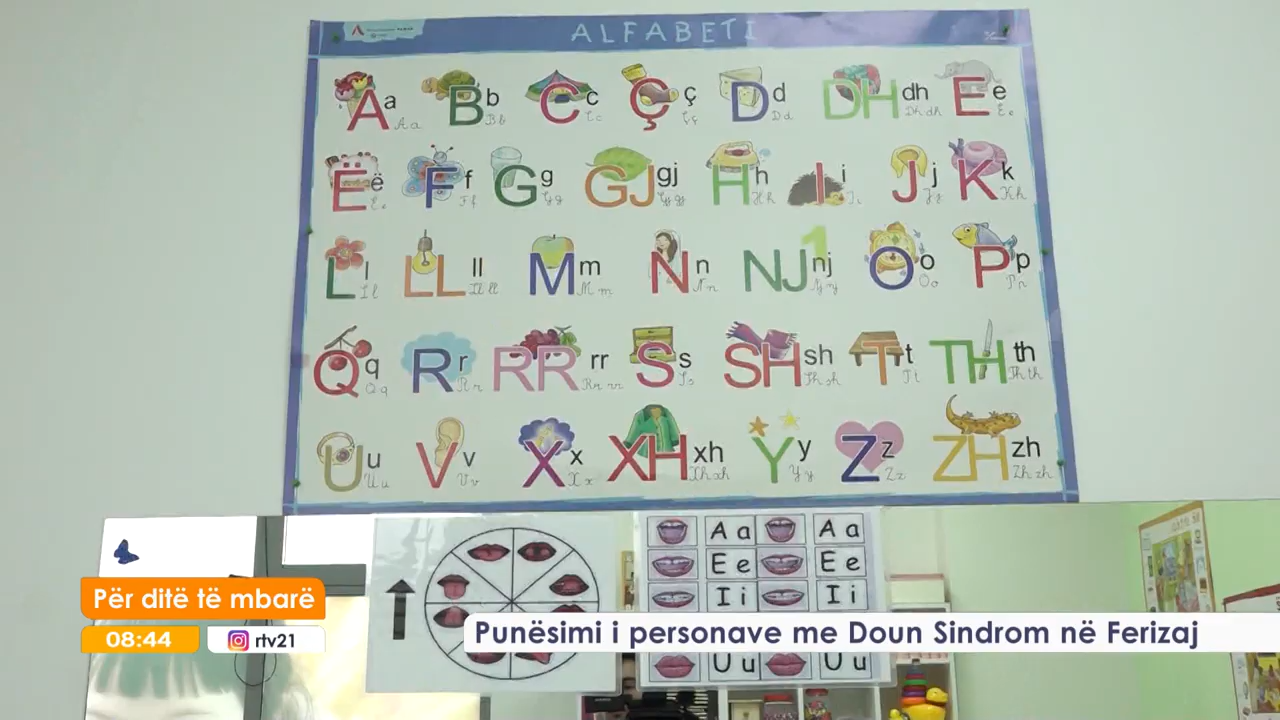 ALFABETI
A a B b C c Ç ç D d DH dh E e
Ë ë F f G g GJ gj H h I i J j K k
L l LL ll M m N n NJ nj O o P p
Q q R r RR rr S s SH sh T t TH th
U u V v X x XH xh Y y Z z ZH zh
A a A a
E e E e
I i I i
U u U u
Për ditë të mbarë
08:44 rtv21
Punësimi i personave me Doun Sindrom në Ferizaj